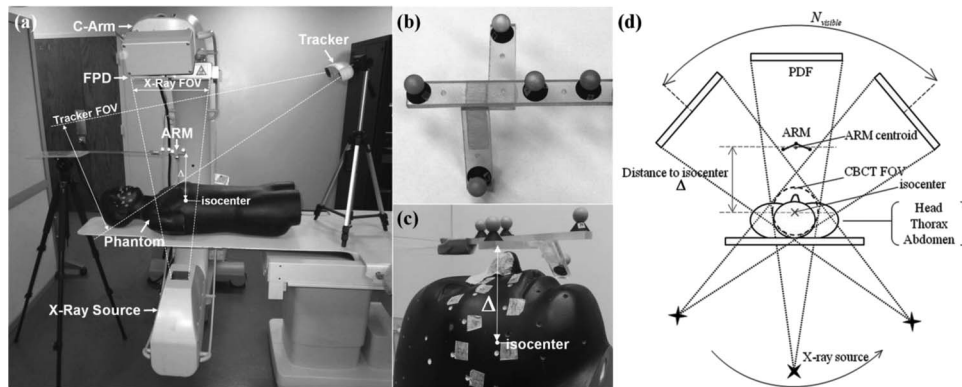 (a)
C-Arm
FPD
X-Ray FOV
Tracker
Tracker FOV
ARM
Δ
isocenter
Phantom
X-Ray Source
(b)
(c)
Δ
isocenter
(d)
N_visible
PDF
ARM
ARM centroid
Distance to isocenter
Δ
CBCT FOV
isocenter
Head
Thorax
Abdomen
X-ray source